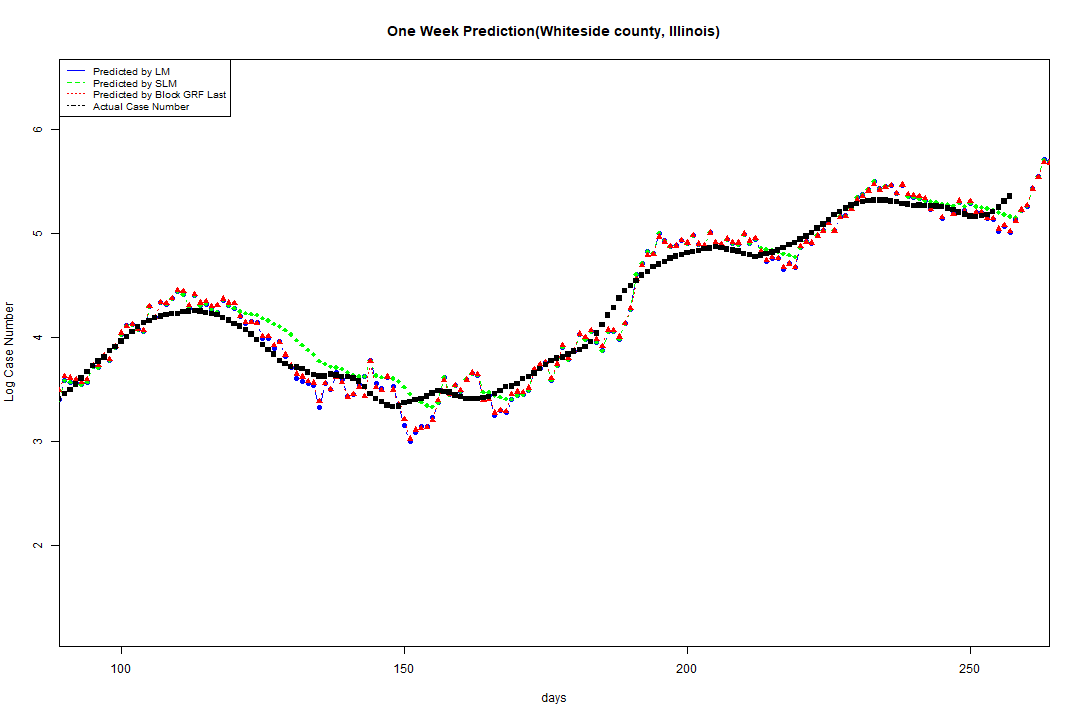 One Week Prediction(Whiteside county, Illinois)
Predicted by LM
Predicted by SLM
Predicted by Block GRF Last
Actual Case Number
6
5
4
3
2
Log Case Number
100 150 200 250
days